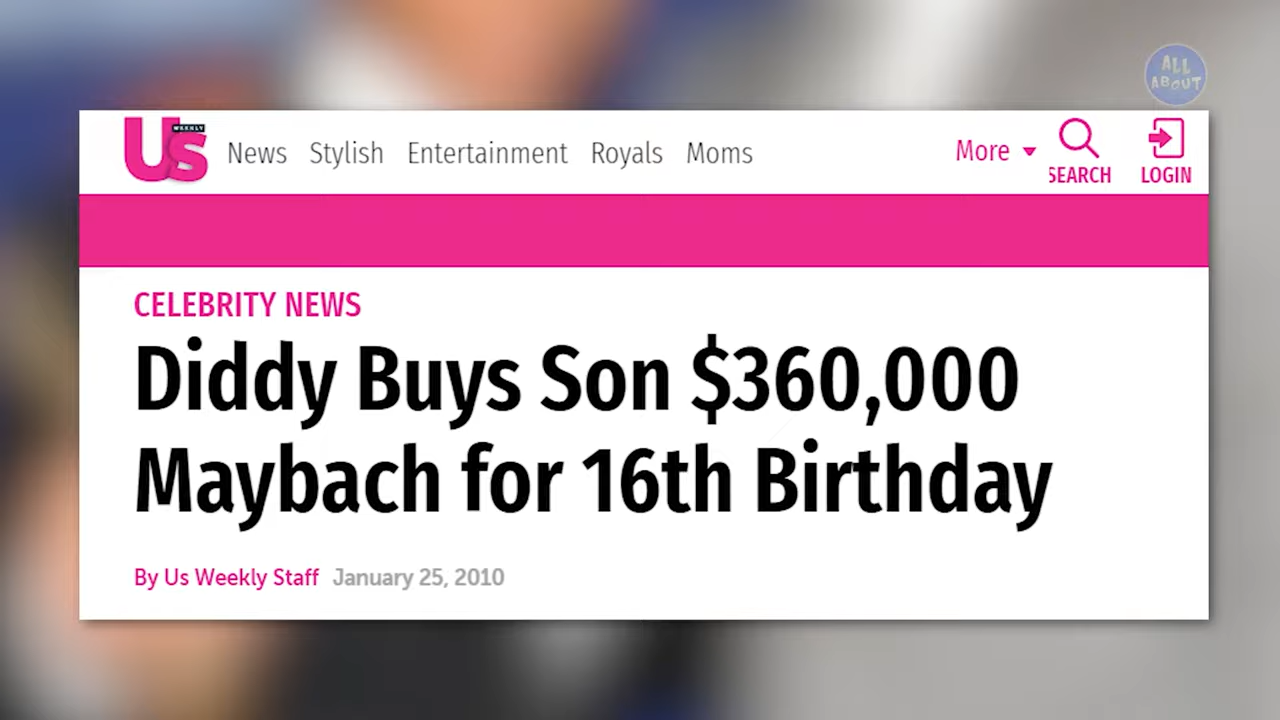 ALL
ABOUT
Us WEEKLY News Stylish Entertainment Royals Moms More SEARCH LOGIN
CELEBRITY NEWS
Diddy Buys Son $360,000
Maybach for 16th Birthday
By Us Weekly Staff January 25, 2010